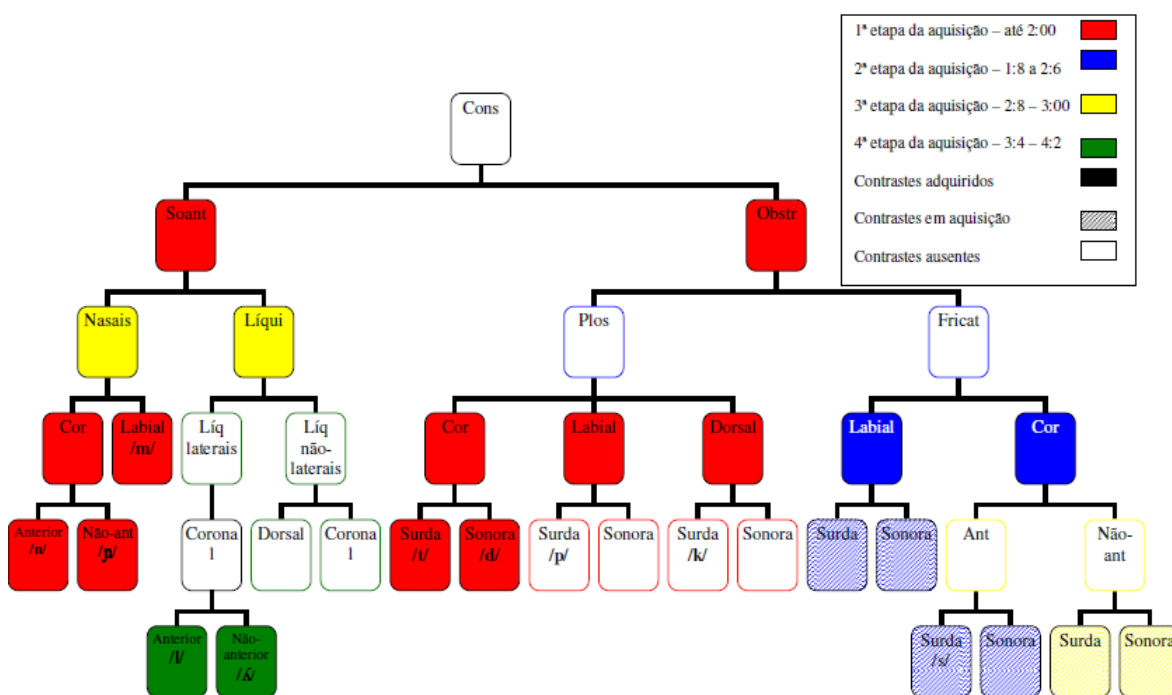 1ª etapa da aquisição – até 2:00
2ª etapa da aquisição – 1:8 a 2:6
3ª etapa da aquisição – 2:8 – 3:00
4ª etapa da aquisição – 3:4 – 4:2
Contrastes adquiridos
Contrastes em aquisição
Contrastes ausentes
Cons
Soant
Obstr
Nasais
Líqui
Plos
Fricat
Cor
Labial
/m/
Líq
laterais
Líq
não-
laterais
Cor
Labial
Dorsal
Labial
Cor
Anterior
/n/
Não-ant
/ɲ/
Corona
l
Dorsal
Corona
l
Surda
/t/
Sonora
/d/
Surda
/p/
Sonora
Surda
/k/
Sonora
Surda
Sonora
Ant
Não-
ant
Anterior
/l/
Não-
anterior
/ʎ/
Surda
/s/
Sonora
Surda
Sonora